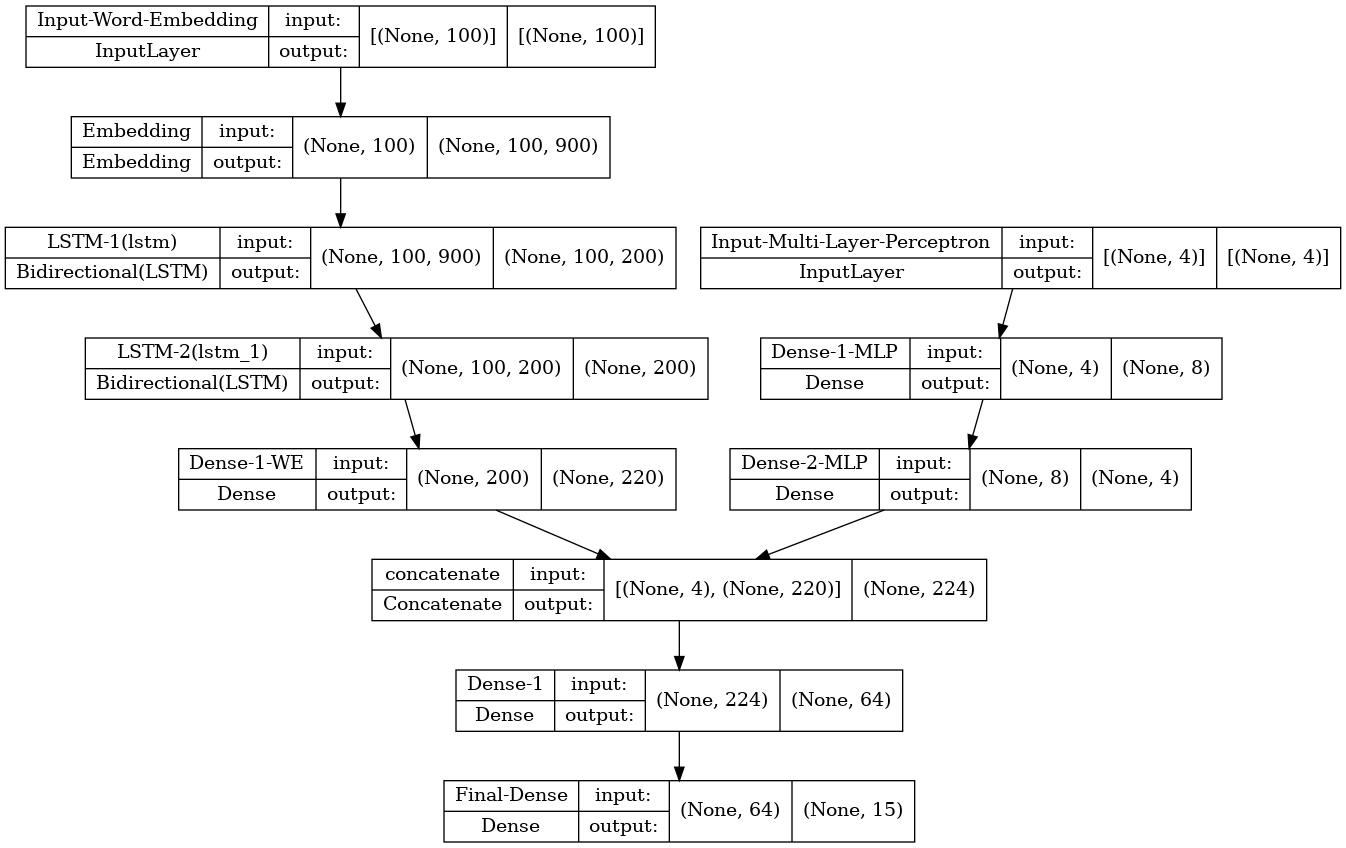 Input-Word-Embedding input: [(None, 100)] [(None, 100)]
InputLayer output:
Embedding input: (None, 100) (None, 100, 900)
Embedding output:
LSTM-1(lstm) input: (None, 100, 900) (None, 100, 200)
Bidirectional(LSTM) output:
Input-Multi-Layer-Perceptron input: [(None, 4)] [(None, 4)]
InputLayer output:
LSTM-2(lstm_1) input: (None, 100, 200) (None, 200)
Bidirectional(LSTM) output:
Dense-1-MLP input: (None, 4) (None, 8)
Dense output:
Dense-1-WE input: (None, 200) (None, 220)
Dense output:
Dense-2-MLP input: (None, 8) (None, 4)
Dense output:
concatenate input: [(None, 4), (None, 220)] (None, 224)
Concatenate output:
Dense-1 input: (None, 224) (None, 64)
Dense output:
Final-Dense input: (None, 64) (None, 15)
Dense output: